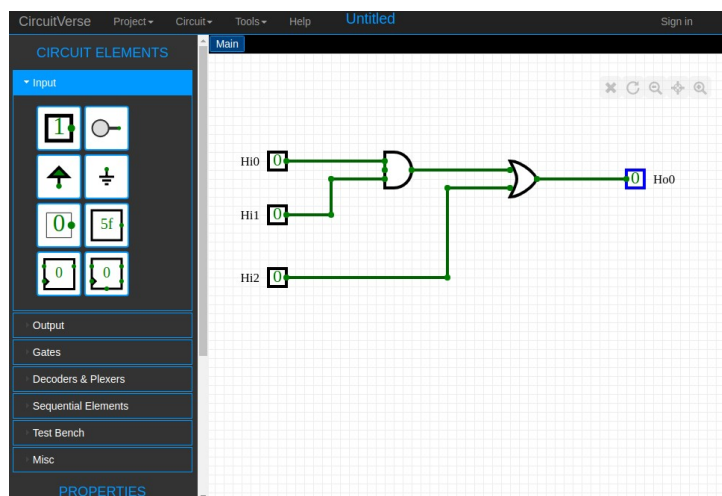 CircuitVerse Project Circuit Tools Help Untitled Sign in
CIRCUIT ELEMENTS
Main
Input
1
0
5f
0
0
Output
Gates
Decoders & Plexers
Sequential Elements
Test Bench
Misc
PROPERTIES
Hi0 0
Hi1 0
Hi2 0
0 Ho0